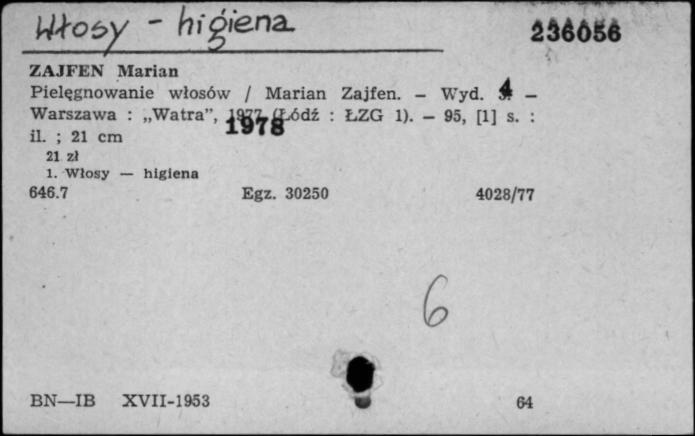 Włosy - higiena
236056
ZAJFEN Marian
Pielęgnowanie włosów / Marian Zajfen. — Wyd. 4 —
Warszawa : „Watra”, 1977 (Łódź : ŁZG 1). — 95, [1] s. :
1978
il. ; 21 cm
21 zł
1. Włosy — higiena
646.7 Egz. 30250 4028/77
6
BN—IB XVII-1953 64